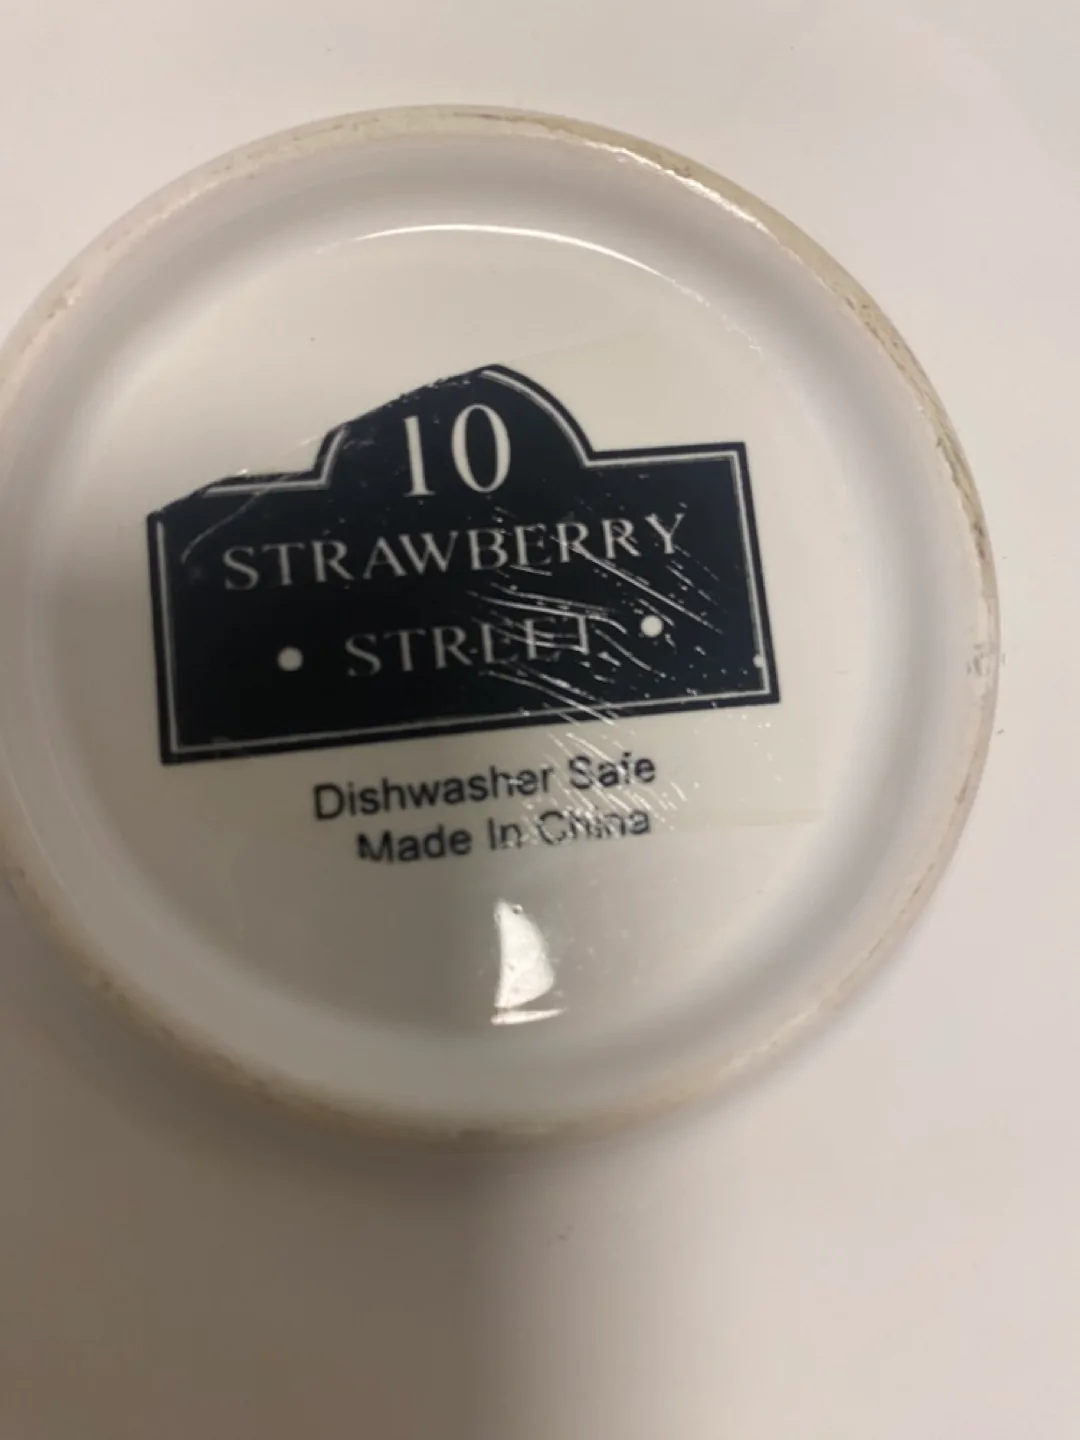 10
STRAWBERRY
• STREET •
Dishwasher Safe
Made In China